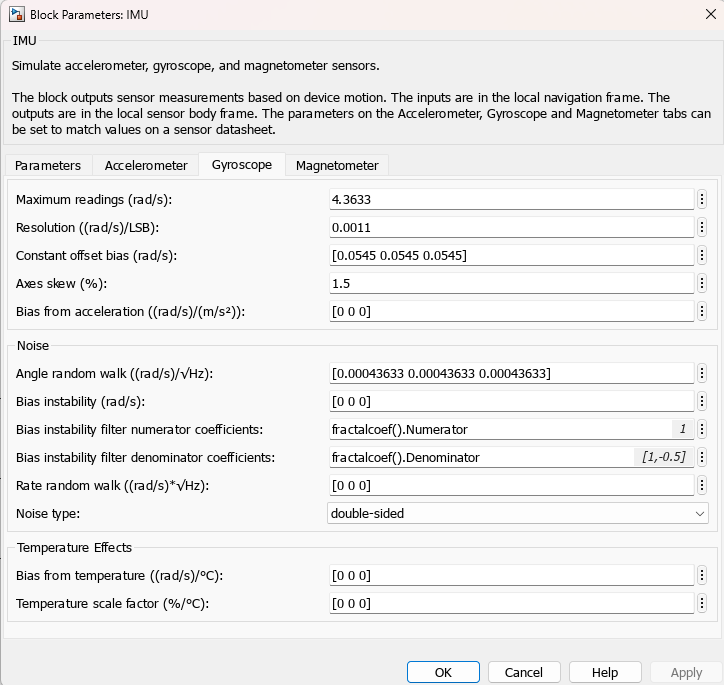 Block Parameters: IMU
IMU
Simulate accelerometer, gyroscope, and magnetometer sensors.
The block outputs sensor measurements based on device motion. The inputs are in the local navigation frame. The
outputs are in the local sensor body frame. The parameters on the Accelerometer, Gyroscope and Magnetometer tabs can
be set to match values on a sensor datasheet.
Parameters Accelerometer Gyroscope Magnetometer
Maximum readings (rad/s): 4.3633
Resolution ((rad/s)/LSB): 0.0011
Constant offset bias (rad/s): [0.0545 0.0545 0.0545]
Axes skew (%): 1.5
Bias from acceleration ((rad/s)/(m/s²)): [0 0 0]
Noise
Angle random walk ((rad/s)/√Hz): [0.00043633 0.00043633 0.00043633]
Bias instability (rad/s): [0 0 0]
Bias instability filter numerator coefficients: fractalcoef().Numerator 1
Bias instability filter denominator coefficients: fractalcoef().Denominator [1,-0.5]
Rate random walk ((rad/s)*√Hz): [0 0 0]
Noise type: double-sided
Temperature Effects
Bias from temperature ((rad/s)/°C): [0 0 0]
Temperature scale factor (%/°C): [0 0 0]
OK Cancel Help Apply